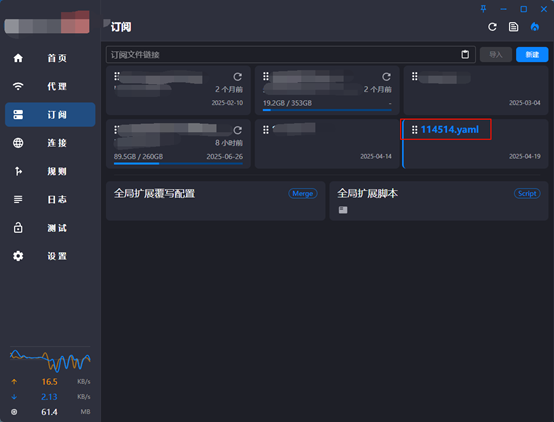 订阅
首页
代理
订阅
连接
规则
日志
测试
设置
订阅文件链接
导入
新建
2 个月前
2025-02-10
2 个月前
19.2GB / 353GB
-
2025-03-04
8 小时前
89.5GB / 260GB
2025-06-26
2025-04-14
114514.yaml
2025-04-19
全局扩展覆写配置
Merge
全局扩展脚本
Script
16.5 KB/s
2.13 KB/s
61.4 MB